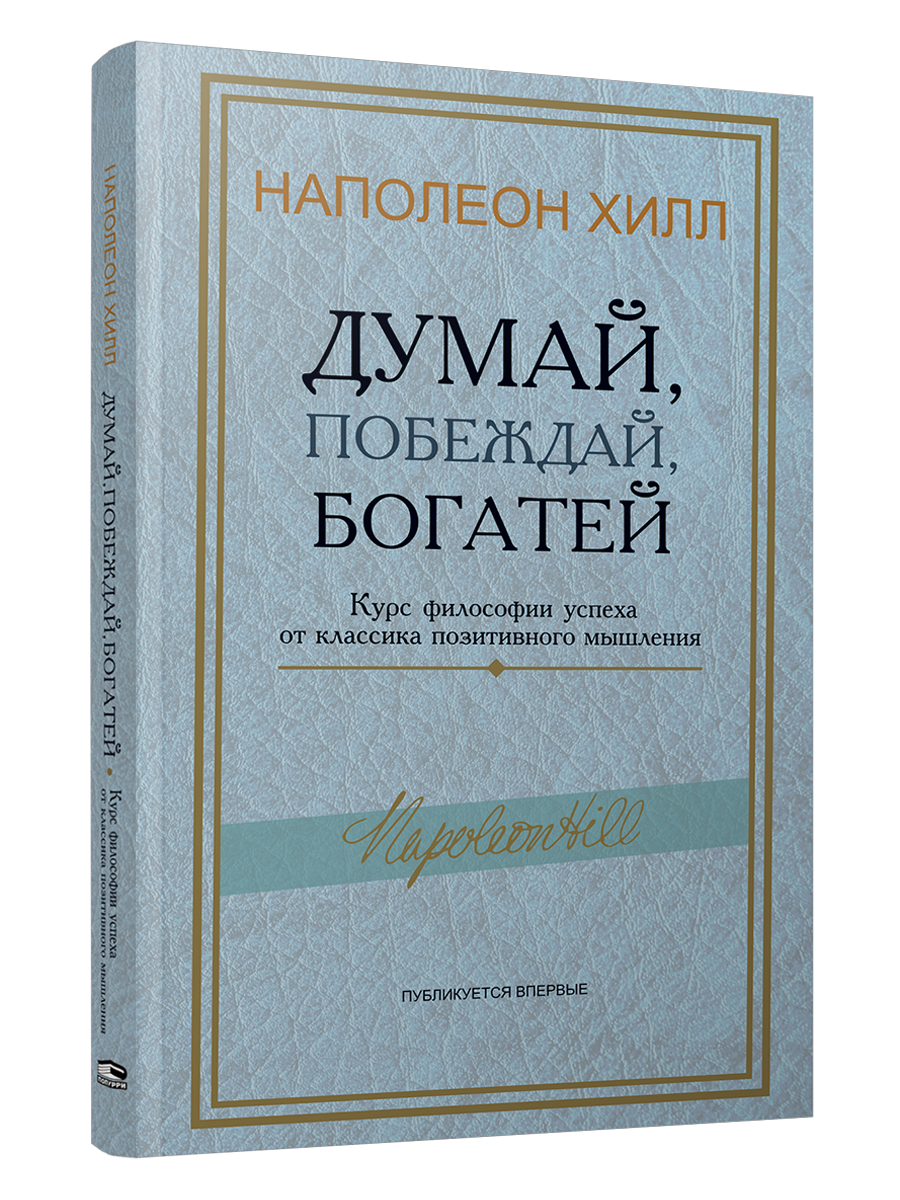 НАПОЛЕОН ХИЛЛ
ДУМАЙ,
ПОБЕЖДАЙ,
БОГАТЕЙ
Курс философии успеха
от классика позитивного мышления
Napoleon Hill
ПУБЛИКУЕТСЯ ВПЕРВЫЕ
НАПОЛЕОН ХИЛЛ
ДУМАЙ, ПОБЕЖДАЙ, БОГАТЕЙ •
Курс философии успеха
от классика позитивного мышления
ПОПУРРИ